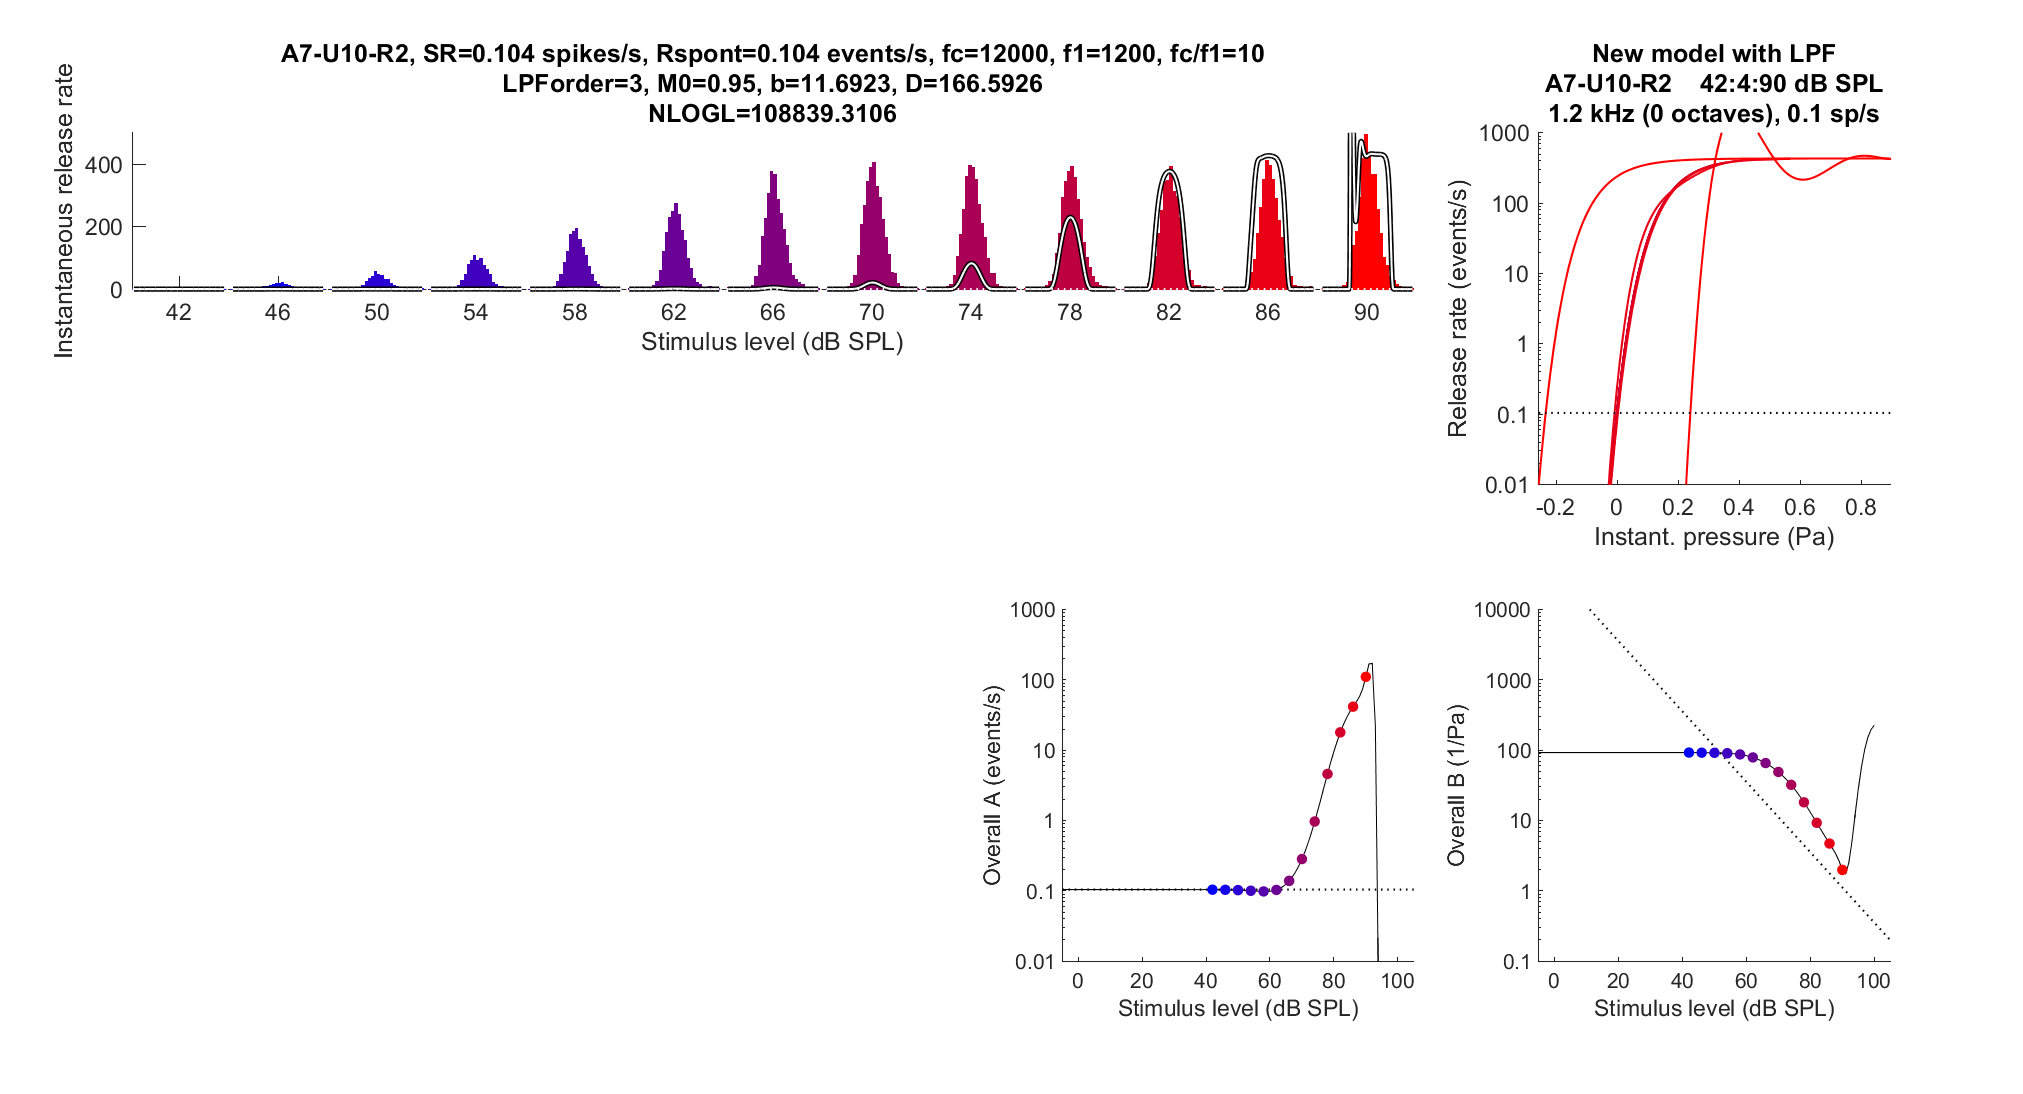 A7-U10-R2, SR=0.104 spikes/s, Rspont=0.104 events/s, fc=12000, f1=1200, fc/f1=10
LPForder=3, M0=0.95, b=11.6923, D=166.5926
NLOGL=108839.3106
Instantaneous release rate
400
200
0
42 46 50 54 58 62 66 70 74 78 82 86 90
Stimulus level (dB SPL)
New model with LPF
A7-U10-R2 42:4:90 dB SPL
1.2 kHz (0 octaves), 0.1 sp/s
Release rate (events/s)
1000
100
10
1
0.1
0.01
-0.2 0 0.2 0.4 0.6 0.8
Instant. pressure (Pa)
Overall A (events/s)
1000
100
10
1
0.1
0.01
0 20 40 60 80 100
Stimulus level (dB SPL)
Overall B (1/Pa)
10000
1000
100
10
1
0.1
0 20 40 60 80 100
Stimulus level (dB SPL)